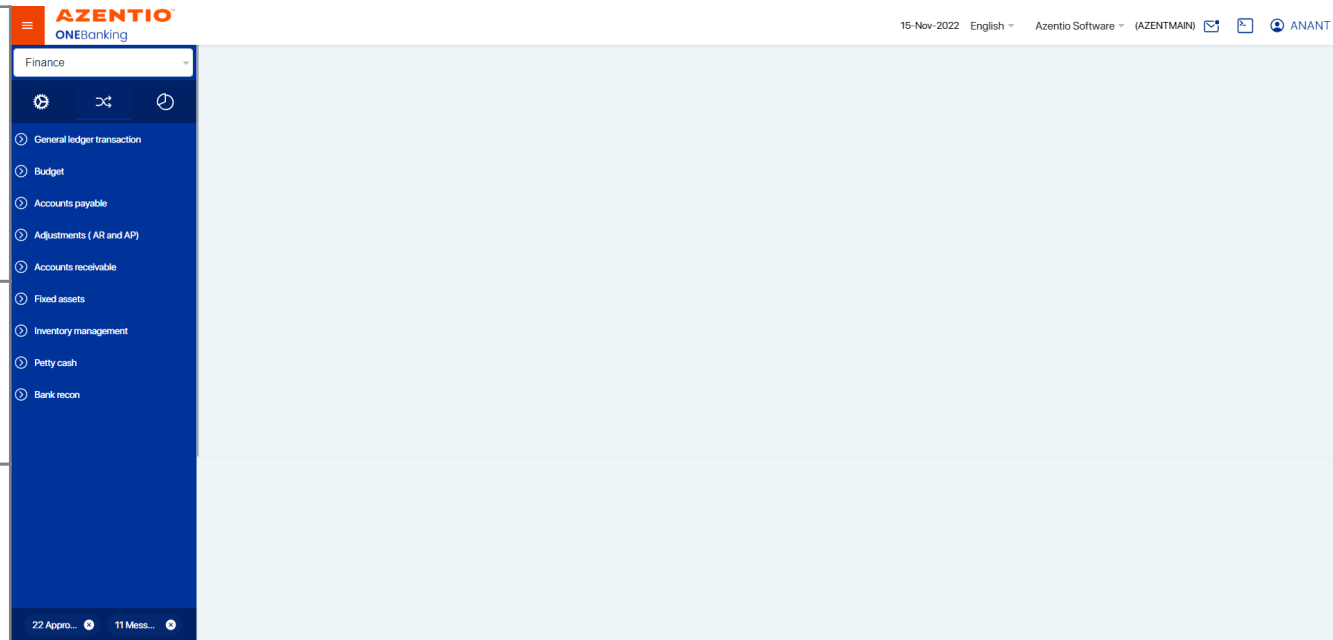 AZENTIO™
ONEBanking
15-Nov-2022 English Azentio Software (AZENTMAIN) ANANT
Finance
General ledger transaction
Budget
Accounts payable
Adjustments ( AR and AP)
Accounts receivable
Fixed assets
Inventory management
Petty cash
Bank recon
22 Appro... 11 Mess...